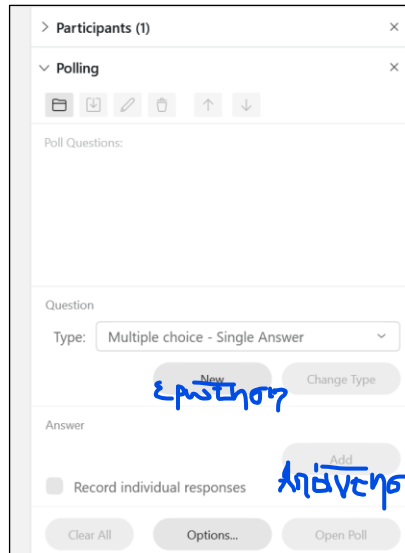 Participants (1)
Polling
Poll Questions:
Question
Type: Multiple choice - Single Answer
New Change Type
Ερώτηση
Answer
Add
Απάντηση
Record individual responses
Clear All Options... Open Poll